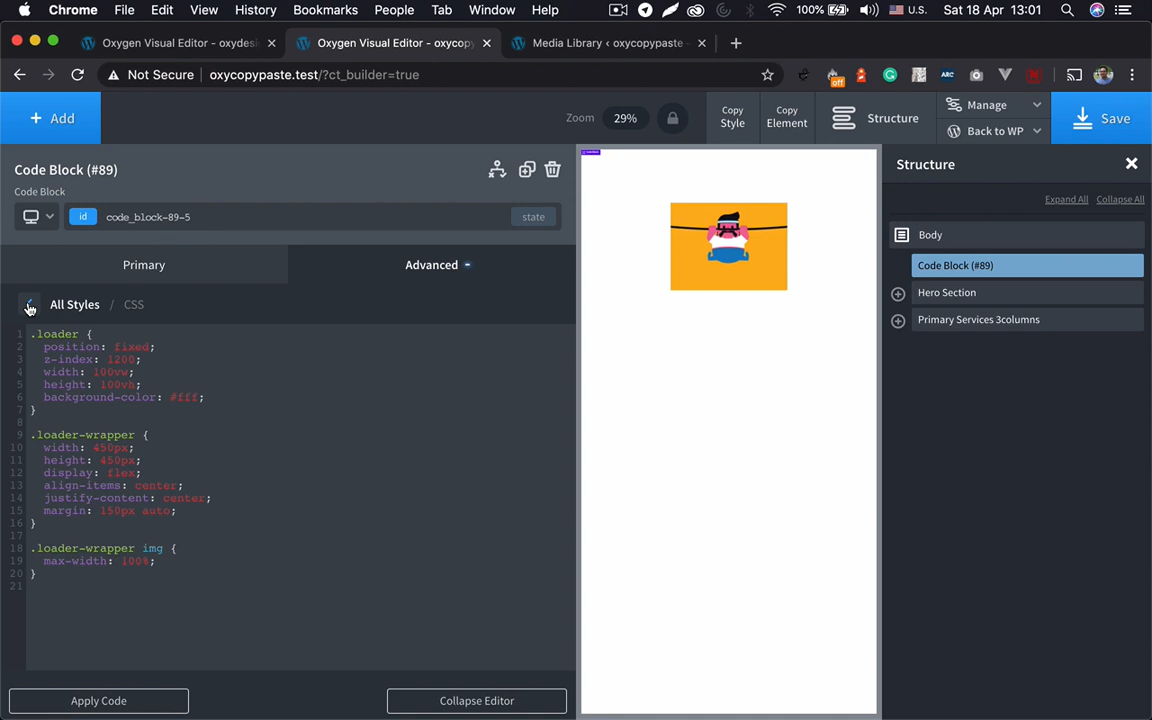 Chrome File Edit View History Bookmarks People Tab Window Help 100% U.S. Sat 18 Apr 13:01
Oxygen Visual Editor - oxydesi
Oxygen Visual Editor - oxycopy
Media Library ‹ oxycopypaste -
Not Secure oxycopypaste.test/?ct_builder=true
off
ARC
+ Add
Zoom 29%
Copy Style
Copy Element
Structure
Manage
Back to WP
Save
Code Block (#89)
Code Block
id code_block-89-5 state
Primary Advanced
All Styles / CSS
1 .loader {
2 position: fixed;
3 z-index: 1200;
4 width: 100vw;
5 height: 100vh;
6 background-color: #fff;
7 }
8
9 .loader-wrapper {
10 width: 450px;
11 height: 450px;
12 display: flex;
13 align-items: center;
14 justify-content: center;
15 margin: 150px auto;
16 }
17
18 .loader-wrapper img {
19 max-width: 100%;
20 }
21
Apply Code Collapse Editor
Structure
Expand All Collapse All
Body
Code Block (#89)
Hero Section
Primary Services 3columns